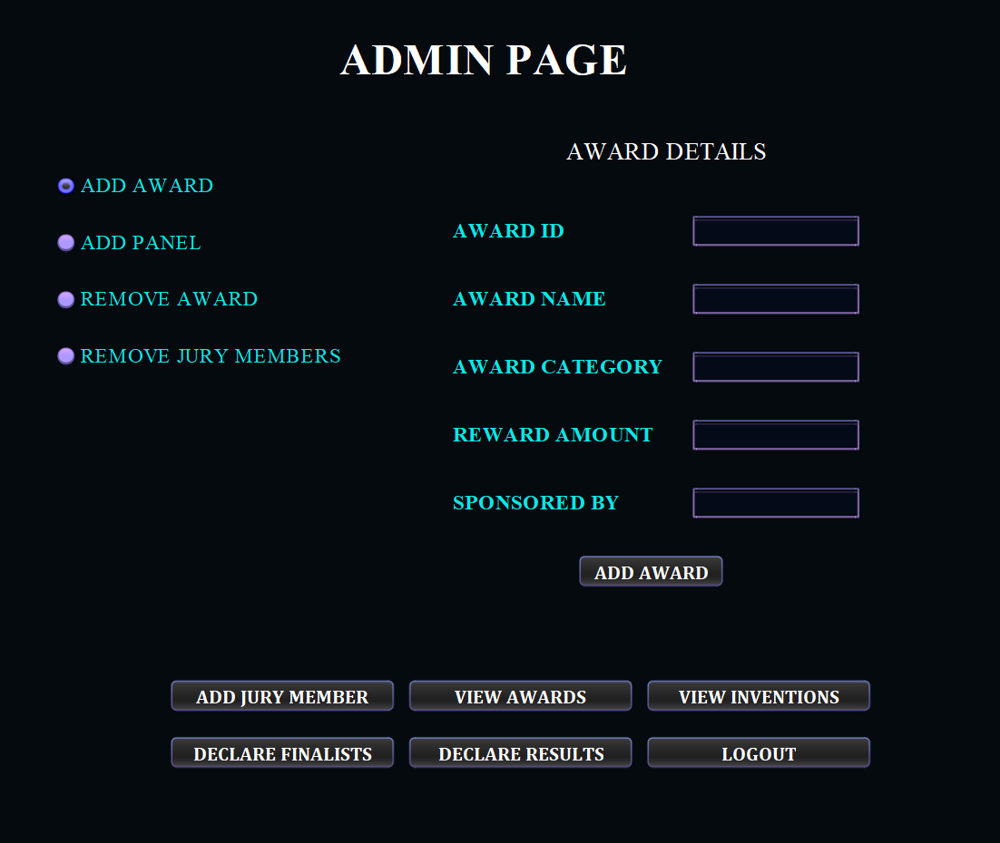 ADMIN PAGE
ADD AWARD
ADD PANEL
REMOVE AWARD
REMOVE JURY MEMBERS
AWARD DETAILS
AWARD ID
AWARD NAME
AWARD CATEGORY
REWARD AMOUNT
SPONSORED BY
ADD AWARD
ADD JURY MEMBER
VIEW AWARDS
VIEW INVENTIONS
DECLARE FINALISTS
DECLARE RESULTS
LOGOUT